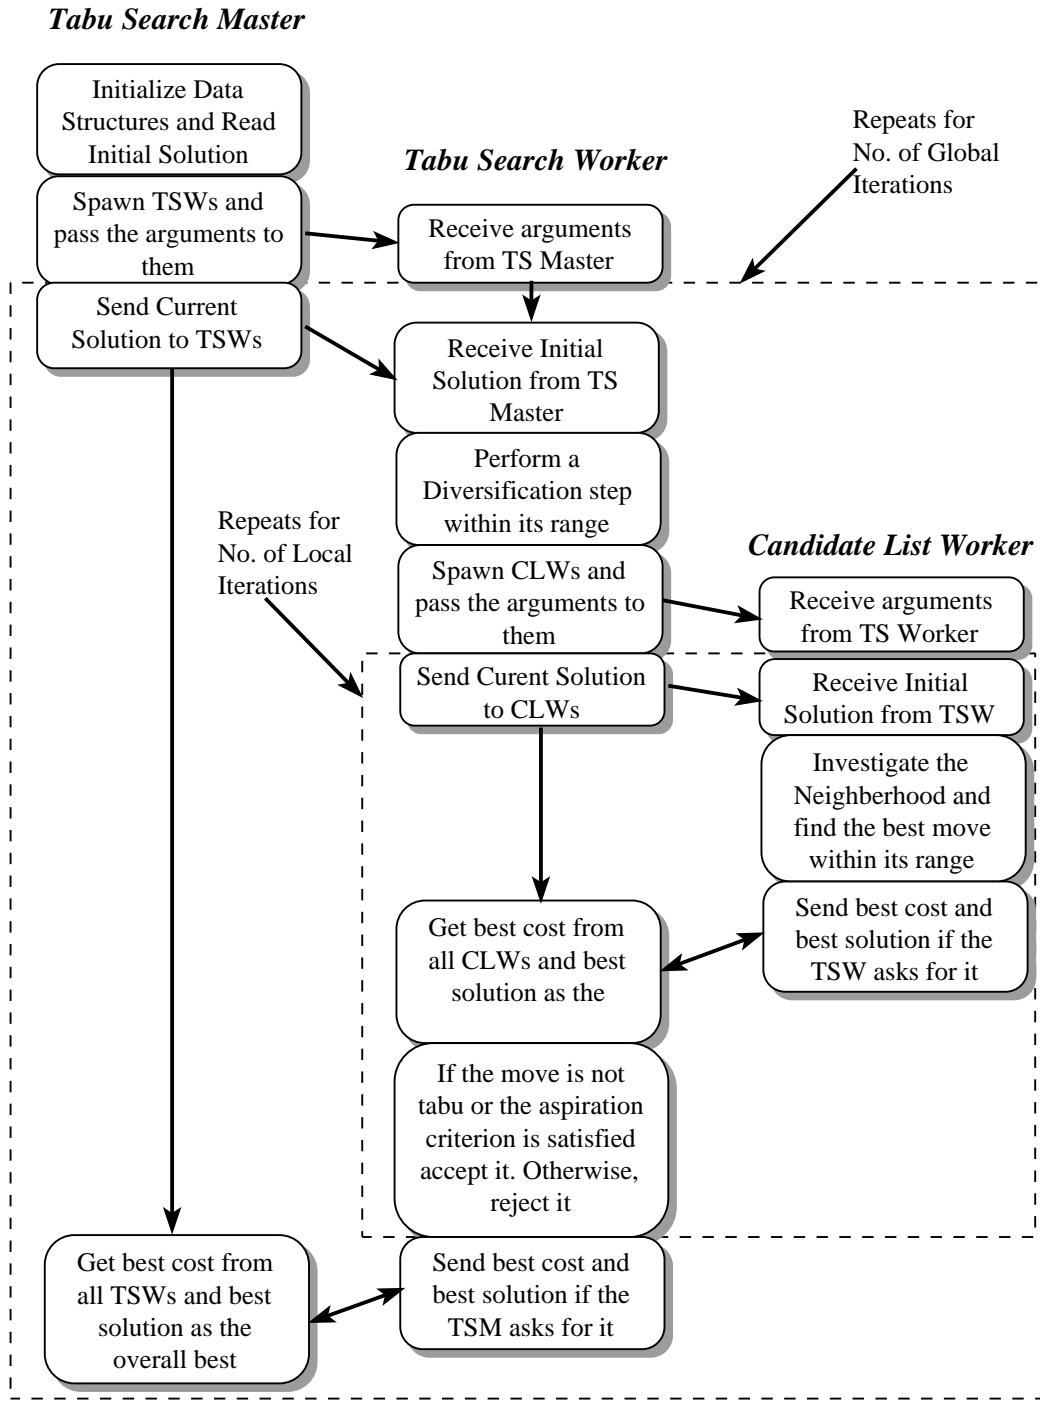 Tabu Search Master
Initialize Data
Structures and Read
Initial Solution
Spawn TSWs and
pass the arguments to
them
Send Current
Solution to TSWs
Get best cost from
all TSWs and best
solution as the
overall best
Tabu Search Worker
Receive arguments
from TS Master
Receive Initial
Solution from TS
Master
Perform a
Diversification step
within its range
Spawn CLWs and
pass the arguments to
them
Send Curent Solution
to CLWs
Get best cost from
all CLWs and best
solution as the
If the move is not
tabu or the aspiration
criterion is satisfied
accept it. Otherwise,
reject it
Send best cost and
best solution if the
TSM asks for it
Repeats for
No. of Global
Iterations
Repeats for
No. of Local
Iterations
Candidate List Worker
Receive arguments
from TS Worker
Receive Initial
Solution from TSW
Investigate the
Neighberhood and
find the best move
within its range
Send best cost and
best solution if the
TSW asks for it